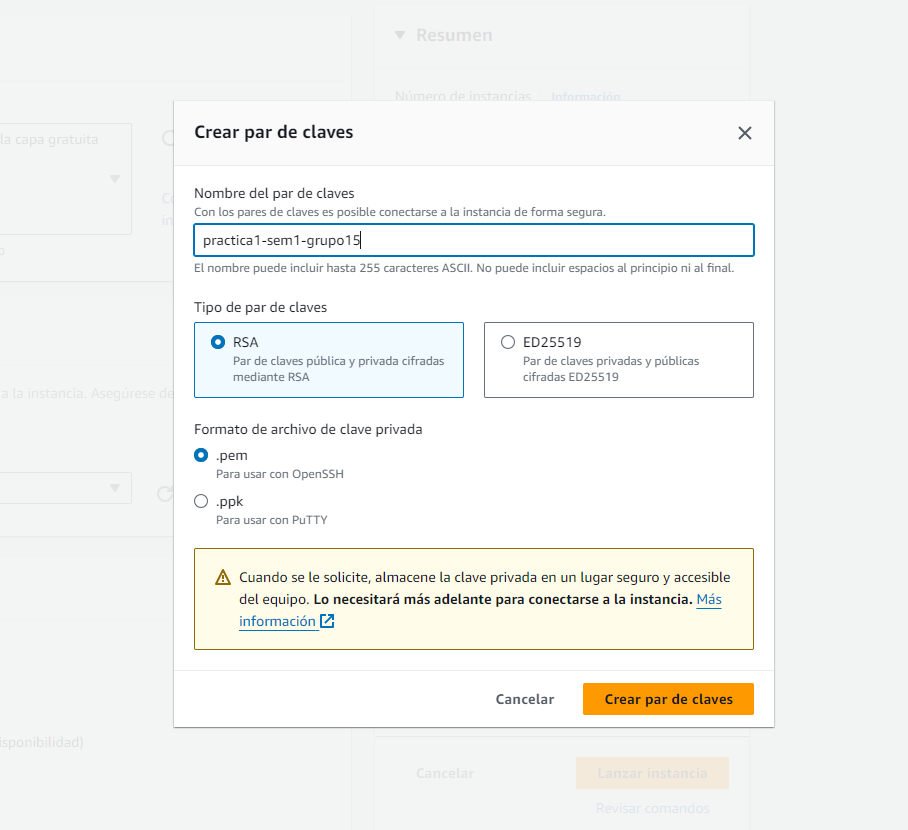 Resumen
Número de instancias Información
la capa gratuita
Crear par de claves
Nombre del par de claves
Con los pares de claves es posible conectarse a la instancia de forma segura.
practica1-sem1-grupo15
El nombre puede incluir hasta 255 caracteres ASCII. No puede incluir espacios al principio ni al final.
Tipo de par de claves
RSA
Par de claves pública y privada cifradas
mediante RSA
ED25519
Par de claves privadas y públicas
cifradas ED25519
a la instancia. Asegúrese de
Formato de archivo de clave privada
.pem
Para usar con OpenSSH
.ppk
Para usar con PuTTY
Cuando se le solicite, almacene la clave privada en un lugar seguro y accesible
del equipo. Lo necesitará más adelante para conectarse a la instancia. Más
información
Cancelar
Crear par de claves
isponibilidad)
Cancelar
Lanzar instancia
Revisar comandos